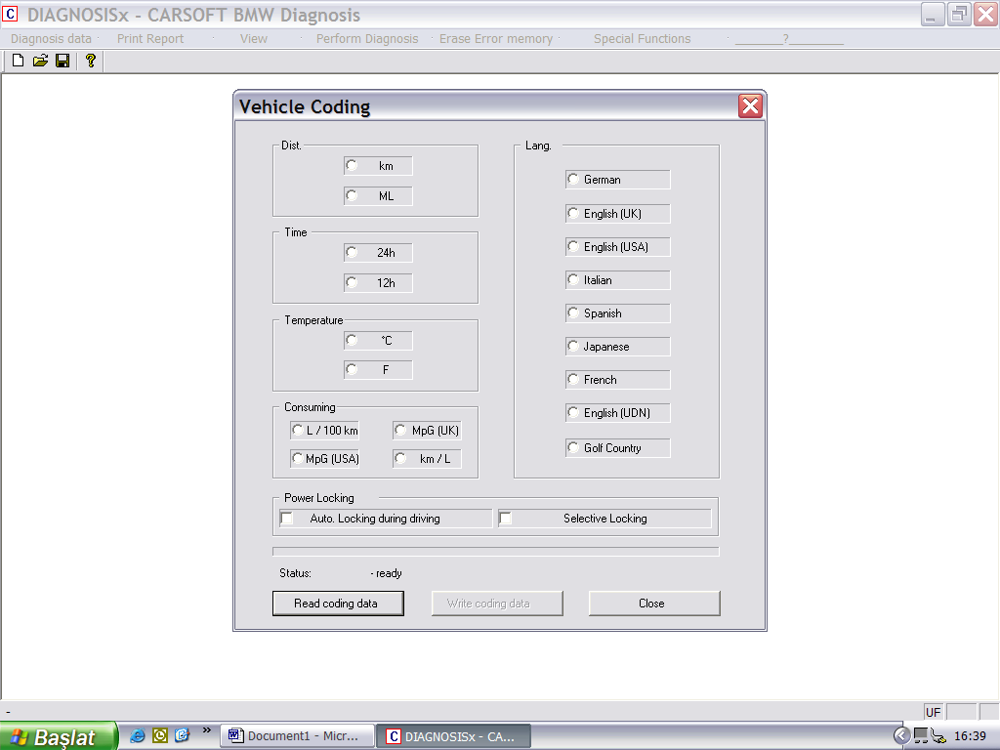 C DIAGNOSISx - CARSOFT BMW Diagnosis
Diagnosis data - Print Report - View - Perform Diagnosis - Erase Error memory - Special Functions - _______?________
?
Vehicle Coding
Dist.
km
ML
Time
24h
12h
Temperature
°C
F
Consuming
L / 100 km MpG (UK)
MpG (USA) km / L
Lang.
German
English (UK)
English (USA)
Italian
Spanish
Japanese
French
English (UDN)
Golf Country
Power Locking
Auto. Locking during driving Selective Locking
Status: - ready
Read coding data Write coding data Close
- UF
Başlat » Document1 - Micr... C DIAGNOSISx - CA... 16:39